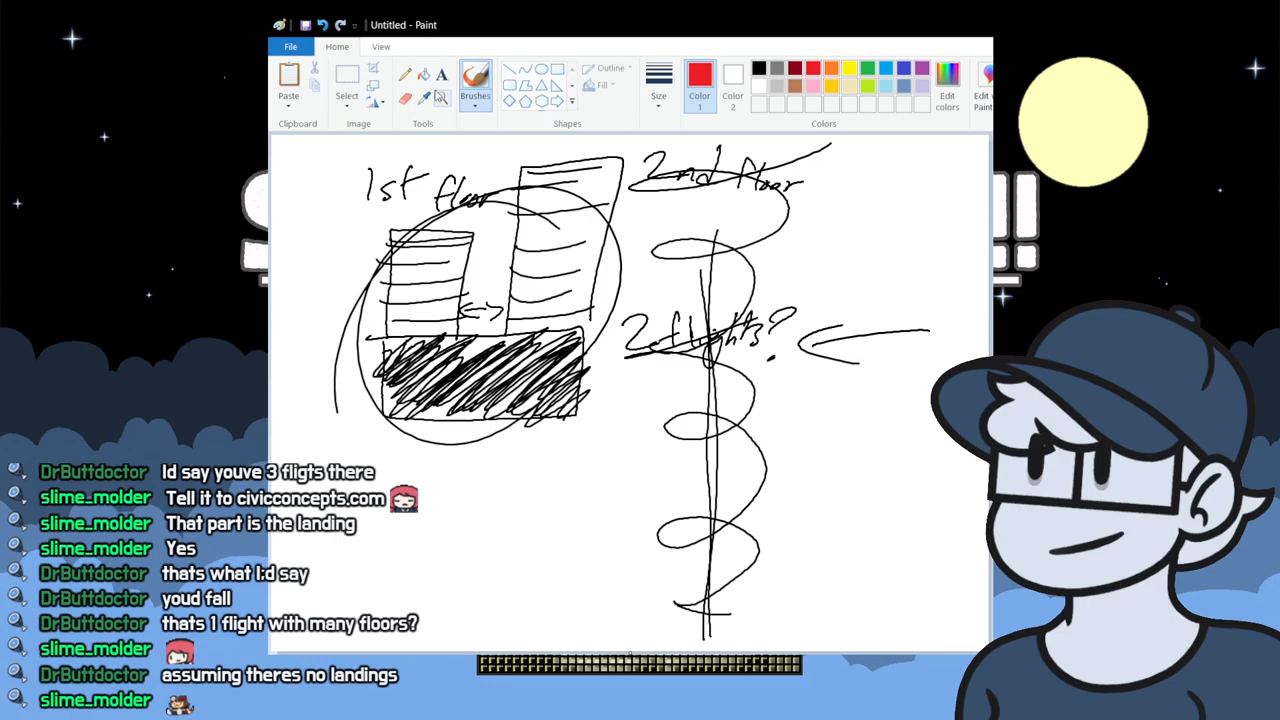 Untitled - Paint
File Home View
Paste
Select
Brushes
Outline
Fill
Size
Color 1
Color 2
Edit colors
Edit w Paint
Clipboard
Image
Tools
Shapes
Colors
1st floor
2nd floor
2 flights?
DrButtdoctor Id say youve 3 fligts there
slime_molder Tell it to civicconcepts.com
slime_molder That part is the landing
slime_molder Yes
DrButtdoctor thats what I:d say
DrButtdoctor youd fall
DrButtdoctor thats 1 flight with many floors?
slime_molder
DrButtdoctor assuming theres no landings
slime_molder